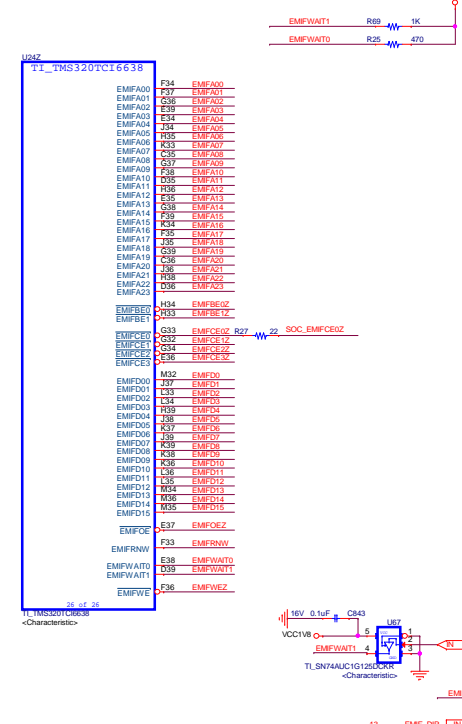 EMIFWAIT1 R69 1K
EMIFWAIT0 R25 470
U24Z
TI_TMS320TCI6638
EMIFA00 F34 EMIFA00
EMIFA01 F37 EMIFA01
EMIFA02 G36 EMIFA02
EMIFA03 E39 EMIFA03
EMIFA04 E34 EMIFA04
EMIFA05 J34 EMIFA05
EMIFA06 H35 EMIFA06
EMIFA07 K33 EMIFA07
EMIFA08 C35 EMIFA08
EMIFA09 G37 EMIFA09
EMIFA10 F38 EMIFA10
EMIFA11 D35 EMIFA11
EMIFA12 H36 EMIFA12
EMIFA13 E35 EMIFA13
EMIFA14 G38 EMIFA14
EMIFA15 F39 EMIFA15
EMIFA16 K34 EMIFA16
EMIFA17 F35 EMIFA17
EMIFA18 J35 EMIFA18
EMIFA19 G39 EMIFA19
EMIFA20 C36 EMIFA20
EMIFA21 J36 EMIFA21
EMIFA22 H38 EMIFA22
EMIFA23 D36 EMIFA23
EMIFBE0 H34 EMIFBE0Z
EMIFBE1 H33 EMIFBE1Z
EMIFCE0 G33 EMIFCE0Z R27 22 SOC_EMIFCE0Z
EMIFCE1 G32 EMIFCE1Z
EMIFCE2 G34 EMIFCE2Z
EMIFCE3 E36 EMIFCE3Z
EMIFD00 M32 EMIFD0
EMIFD01 J37 EMIFD1
EMIFD02 L33 EMIFD2
EMIFD03 L34 EMIFD3
EMIFD04 H39 EMIFD4
EMIFD05 J38 EMIFD5
EMIFD06 K37 EMIFD6
EMIFD07 J39 EMIFD7
EMIFD08 K39 EMIFD8
EMIFD09 K38 EMIFD9
EMIFD10 K36 EMIFD10
EMIFD11 L36 EMIFD11
EMIFD12 L35 EMIFD12
EMIFD13 M34 EMIFD13
EMIFD14 M36 EMIFD14
EMIFD15 M35 EMIFD15
EMIFOE E37 EMIFOEZ
EMIFRNW F33 EMIFRNW
EMIFWAIT0 E38 EMIFWAIT0
EMIFWAIT1 D39 EMIFWAIT1
EMIFWE F36 EMIFWEZ
26 of 26
TI_TMS320TCI6638
<Characteristic>
16V 0.1uF C843
U67
VCC1V8 5 1
2 IN
EMIFWAIT1 4 3
TI_SN74AUC1G125DCKR
<Characteristic>
EMI